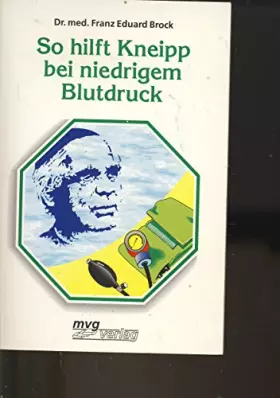 Dr. med. Franz Eduard Brock
So hilft Kneipp
bei niedrigem
Blutdruck
mvg
verlag